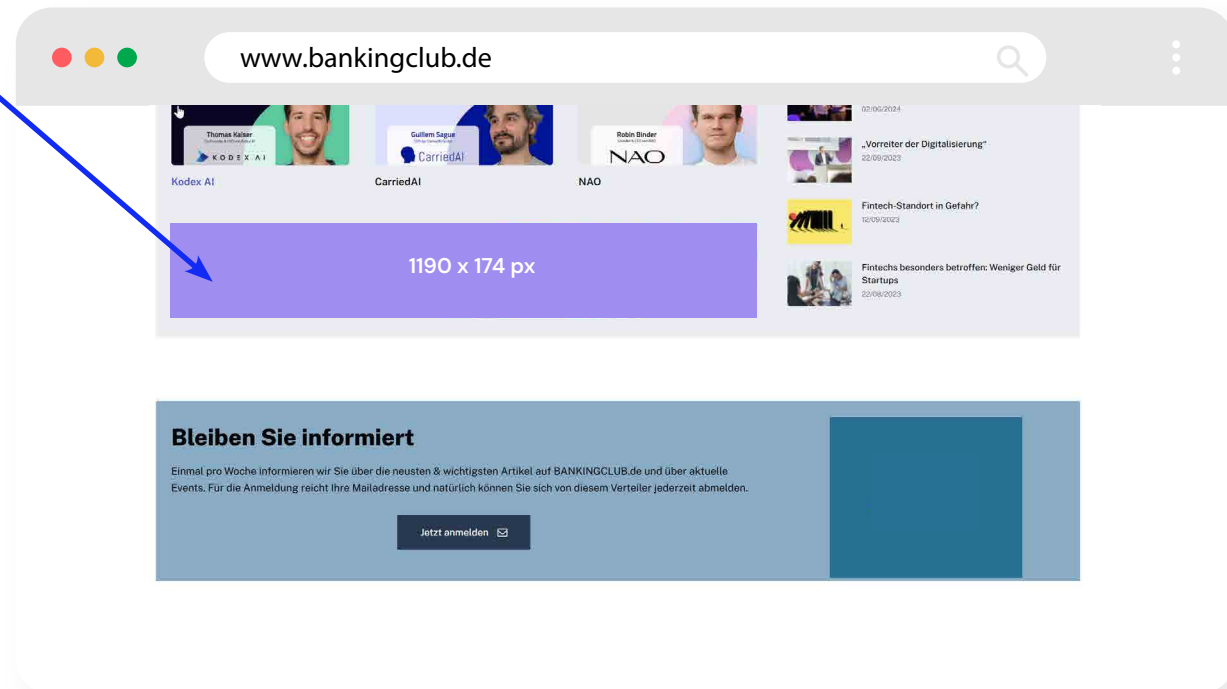 www.bankingclub.de
Thomas Kaiser
KODEX AI
Kodex AI
Guillem Sague
CarriedAI
CarriedAI
Robin Binder
NAO
NAO
02/06/2024
„Vorreiter der Digitalisierung“
22/09/2023
Fintech-Standort in Gefahr?
12/09/2023
Fintechs besonders betroffen: Weniger Geld für
Startups
22/08/2023
1190 x 174 px
Bleiben Sie informiert
Einmal pro Woche informieren wir Sie über die neusten & wichtigsten Artikel auf BANKINGCLUB.de und über aktuelle
Events. Für die Anmeldung reicht Ihre Mailadresse und natürlich können Sie sich von diesem Verteiler jederzeit abmelden.
Jetzt anmelden